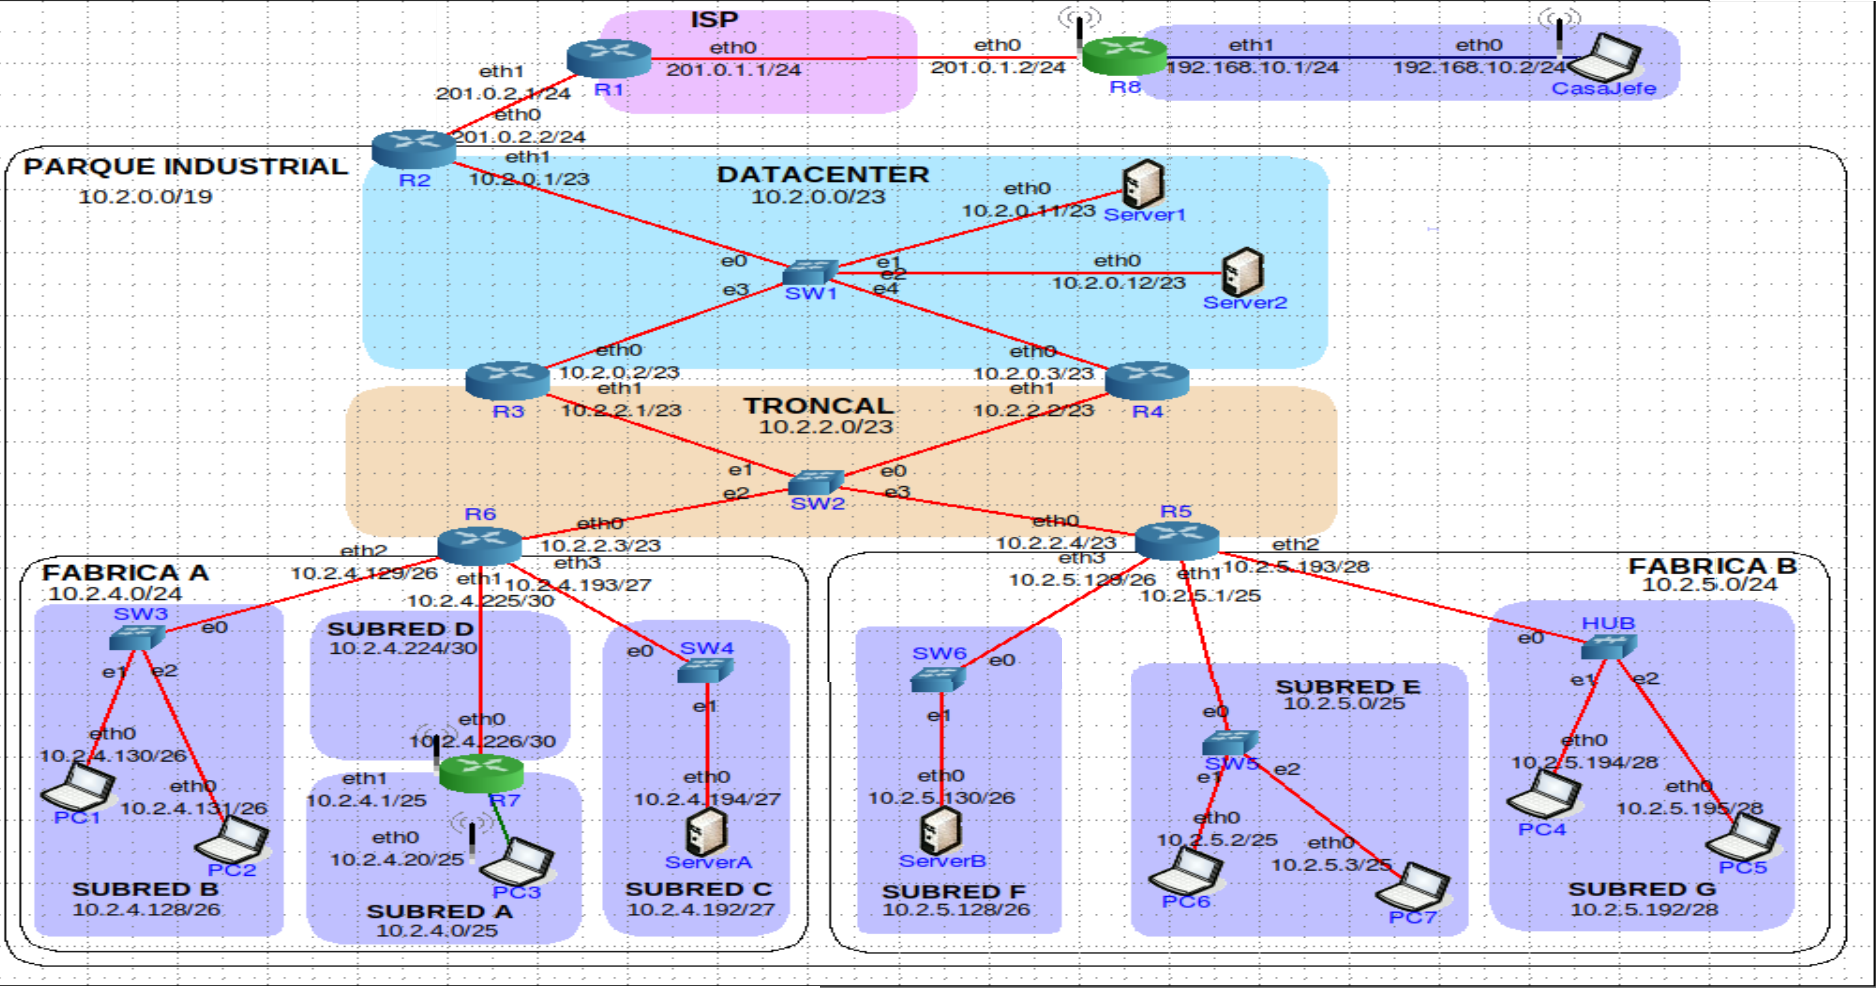 ISP
eth0
201.0.1.1/24
R1
eth0
201.0.1.2/24
R8
eth1
192.168.10.1/24
eth0
192.168.10.2/24
CasaJefe
eth1
201.0.2.1/24
eth0
201.0.2.2/24
R2
eth1
10.2.0.1/23
PARQUE INDUSTRIAL
10.2.0.0/19
DATACENTER
10.2.0.0/23
eth0
10.2.0.11/23
Server1
e0
e1
e2
eth0
10.2.0.12/23
Server2
SW1
e3
e4
eth0
10.2.0.2/23
eth0
10.2.0.3/23
R3
eth1
10.2.2.1/23
eth1
10.2.2.2/23
R4
TRONCAL
10.2.2.0/23
e1
e0
e2
e3
SW2
R6
eth0
10.2.2.3/23
R5
eth0
10.2.2.4/23
eth2
10.2.4.129/26
eth1
10.2.4.225/30
eth3
10.2.4.193/27
eth3
10.2.5.129/26
eth1
10.2.5.1/25
eth2
10.2.5.193/28
FABRICA A
10.2.4.0/24
FABRICA B
10.2.5.0/24
SW3
e0
e1
e2
eth0
10.2.4.130/26
PC1
eth0
10.2.4.131/26
PC2
SUBRED B
10.2.4.128/26
SUBRED D
10.2.4.224/30
eth0
10.2.4.226/30
R7
eth1
10.2.4.1/25
eth0
10.2.4.20/25
PC3
SUBRED A
10.2.4.0/25
SW4
e0
e1
eth0
10.2.4.194/27
ServerA
SUBRED C
10.2.4.192/27
SW6
e0
e1
eth0
10.2.5.130/26
ServerB
SUBRED F
10.2.5.128/26
SUBRED E
10.2.5.0/25
e0
SW5
e1
e2
eth0
10.2.5.2/25
PC6
eth0
10.2.5.3/25
PC7
HUB
e0
e1
e2
eth0
10.2.5.194/28
PC4
eth0
10.2.5.195/28
PC5
SUBRED G
10.2.5.192/28